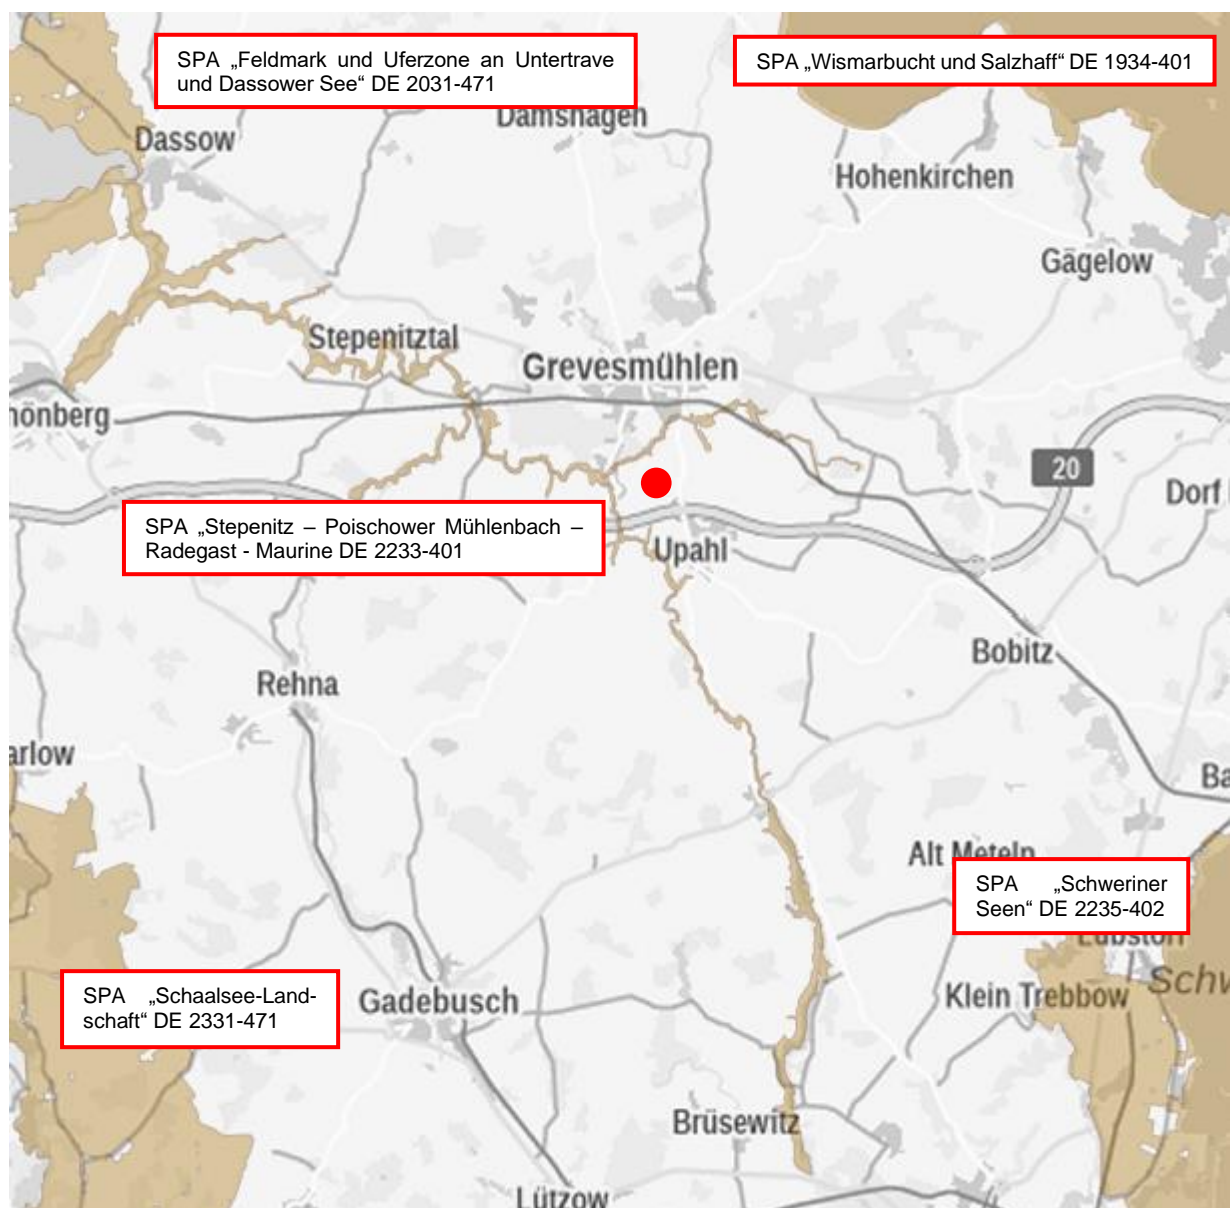 SPA „Feldmark und Uferzone an Untertrave
und Dassower See“ DE 2031-471
SPA „Wismarbucht und Salzhaff“ DE 1934-401
Damshagen
Dassow
Hohenkirchen
Gägelow
Stepenitztal
Grevesmühlen
hönberg
20
Dorf
SPA „Stepenitz – Poischower Mühlenbach –
Radegast - Maurine DE 2233-401
Upahl
Bobitz
Rehna
arlow
Ba
Alt Meteln
SPA „Schweriner
Seen“ DE 2235-402
Lübstorf
SPA „Schaalsee-Land-
schaft“ DE 2331-471
Gadebusch
Klein Trebbow
Schw
Brüsewitz
Lützow